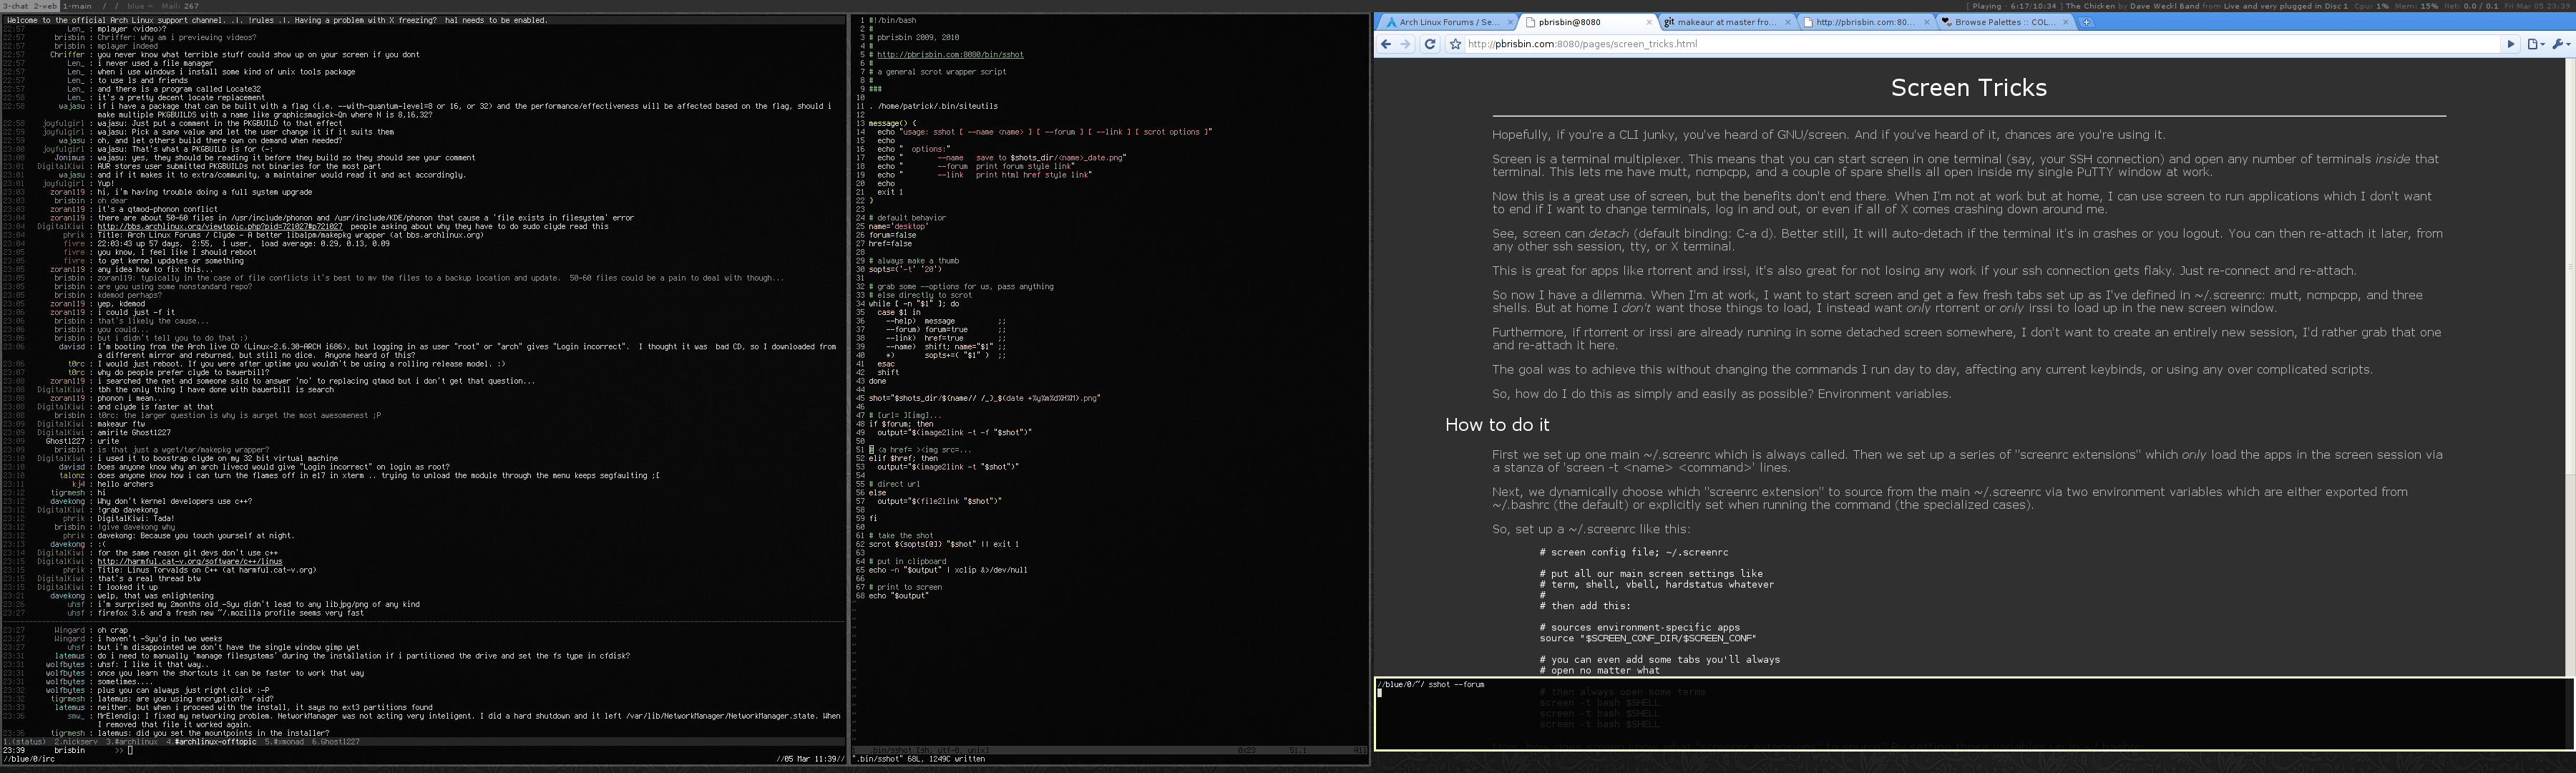 3-chat 2-web 1-main / / blue ~ Mail: 267
[ Playing - 6:17/10:34 ] The Chicken by Dave Weckl Band from Live and very plugged in Disc 1 Cpu: 1% Mem: 15% Net: 0.0 / 0.1 Fri Mar 05 23:39
Welcome to the official Arch Linux support channel. .|. !rules .|. Having a problem with X freezing? hal needs to be enabled.
22:57 Len_ : mplayer <video>?
22:57 brisbin : Chriffer: why am i previewing videos?
22:57 brisbin : mplayer indeed
22:57 Chriffer : you never know what terrible stuff could show up on your screen if you dont
22:57 Len_ : i never used a file manager
22:57 Len_ : when i use windows i install some kind of unix tools package
22:57 Len_ : to use ls and friends
22:58 Len_ : and there is a program called Locate32
22:58 Len_ : it's a pretty decent locate replacement
22:58 wajasu : if i have a package that can be built with a flag (i.e. --with-quantum-level=8 or 16, or 32) and the performance/effectiveness will be affected based on the flag, should i
make multiple PKGBUILDS with a name like graphicsmagick-Qn where N is 8,16,32?
22:58 joyfulgirl : wajasu: Just put a comment in the PKGBUILD to that effect
22:59 joyfulgirl : wajasu: Pick a sane value and let the user change it if it suits them
22:59 wajasu : oh, and let others build there own on demand when needed?
23:00 joyfulgirl : wajasu: That's what a PKGBUILD is for (-:
23:00 Jonimus : wajasu: yes, they should be reading it before they build so they should see your comment
23:01 DigitalKiwi : AUR stores user submitted PKGBUILDs not binaries for the most part
23:01 wajasu : and if it makes it to extra/community, a maintainer would read it and act accordingly.
23:01 joyfulgirl : Yup!
23:03 zoran119 : hi, i'm having trouble doing a full system upgrade
23:03 brisbin : oh dear
23:03 zoran119 : it's a qtmod-phonon conflict
23:04 zoran119 : there are about 50-60 files in /usr/include/phonon and /usr/include/KDE/phonon that cause a 'file exists in filesystem' error
23:04 DigitalKiwi : http://bbs.archlinux.org/viewtopic.php?pid=721027#p721027 people asking about why they have to do sudo clyde read this
23:04 phrik : Title: Arch Linux Forums / Clyde - A better libalpm/makepkg wrapper (at bbs.archlinux.org)
23:04 fivre : 22:03:43 up 57 days, 2:55, 1 user, load average: 0.29, 0.13, 0.09
23:05 fivre : you know, I feel like I should reboot
23:05 fivre : to get kernel updates or something
23:05 zoran119 : any idea how to fix this...
23:05 brisbin : zoran119: typically in the case of file conflicts it's best to mv the files to a backup location and update. 50-60 files could be a pain to deal with though...
23:05 brisbin : are you using some nonstandard repo?
23:05 brisbin : kdemod perhaps?
23:05 zoran119 : yep, kdemod
23:06 zoran119 : i could just -f it
23:06 brisbin : that's likely the cause...
23:06 brisbin : you could...
23:06 brisbin : but i didn't tell you to do that :)
23:06 davisd : I'm booting from the Arch live CD (Linux-2.6.30-ARCH i686), but logging in as user "root" or "arch" gives "Login incorrect". I thought it was bad CD, so I downloaded from
a different mirror and reburned, but still no dice. Anyone heard of this?
23:06 t0rc : I would just reboot. If you were after uptime you wouldn't be using a rolling release model. :)
23:07 t0rc : why do people prefer clyde to bauerbill?
23:08 zoran119 : i searched the net and someone said to answer 'no' to replacing qtmod but i don't get that question...
23:08 DigitalKiwi : tbh the only thing I have done with bauerbill is search
23:08 zoran119 : phonon i mean..
23:08 DigitalKiwi : and clyde is faster at that
23:08 brisbin : t0rc: the larger question is why is aurget the most awesomenest ;P
23:09 DigitalKiwi : makeaur ftw
23:09 DigitalKiwi : amirite Ghost1227
23:09 Ghost1227 : urite
23:09 brisbin : is that just a wget/tar/makepkg wrapper?
23:10 DigitalKiwi : i used it to boostrap clyde on my 32 bit virtual machine
23:10 davisd : Does anyone know why an arch livecd would give "Login incorrect" on login as root?
23:10 talonz : does anyone know how i can turn the flames off in e17 in xterm .. trying to unload the module through the menu keeps segfaulting ;[
23:11 kj4 : hello archers
23:12 tigrmesh : hi
23:12 davekong : Why don't kernel developers use c++?
23:12 DigitalKiwi : !grab davekong
23:12 phrik : DigitalKiwi: Tada!
23:12 brisbin : !give davekong why
23:12 phrik : davekong: Because you touch yourself at night.
23:13 davekong : :(
23:14 DigitalKiwi : for the same reason git devs don't use c++
23:15 DigitalKiwi : http://harmful.cat-v.org/software/c++/linus
23:15 phrik : Title: Linus Torvalds on C++ (at harmful.cat-v.org)
23:15 DigitalKiwi : that's a real thread btw
23:15 DigitalKiwi : I looked it up
23:21 davekong : welp, that was enlightening
23:26 uhsf : i'm surprised my 2months old -Syu didn't lead to any libjpg/png of any kind
23:27 uhsf : firefox 3.6 and a fresh new ~/.mozilla profile seems very fast
23:27 Wingard : oh crap
23:27 Wingard : i haven't -Syu'd in two weeks
23:27 uhsf : but i'm disappointed we don't have the single window gimp yet
23:31 latemus : do i need to manually 'manage filesystems' during the installation if i partitioned the drive and set the fs type in cfdisk?
23:31 wolfbytes : uhsf: I like it that way..
23:31 wolfbytes : once you learn the shortcuts it can be faster to work that way
23:31 wolfbytes : sometimes....
23:32 wolfbytes : plus you can always just right click :-P
23:32 tigrmesh : latemus: are you using encryption? raid?
23:33 latemus : neither. but when i proceed with the install, it says no ext3 partitions found
23:36 smw_ : MrElendig: I fixed my networking problem. NetworkManager was not acting very inteligent. I did a hard shutdown and it left /var/lib/NetworkManager/NetworkManager.state. When
I removed that file it worked again.
23:36 tigrmesh : latemus: did you set the mountpoints in the installer?
1.(status) 2.nickserv 3.#archlinux 4.#archlinux-offtopic 5.#xmonad 6.Ghost1227
23:39 brisbin >>
//blue/0/irc //05 Mar 11:39//
1 #!/bin/bash
2 #
3 # pbrisbin 2009, 2010
4 #
5 # http://pbrisbin.com:8080/bin/sshot
6 #
7 # a general scrot wrapper script
8 #
9 ###
10
11 . /home/patrick/.bin/siteutils
12
13 message() {
14 echo "usage: sshot [ --name <name> ] [ --forum ] [ --link ] [ scrot options ]"
15 echo
16 echo " options:"
17 echo " --name save to $shots_dir/<name>_date.png"
18 echo " --forum print forum style link"
19 echo " --link print html href style link"
20 echo
21 exit 1
22 }
23
24 # default behavior
25 name='desktop'
26 forum=false
27 href=false
28
29 # always make a thumb
30 sopts=('-t' '20')
31
32 # grab some --options for us, pass anything
33 # else directly to scrot
34 while [ -n "$1" ]; do
35 case $1 in
36 --help) message ;;
37 --forum) forum=true ;;
38 --link) href=true ;;
39 --name) shift; name="$1" ;;
40 *) sopts+=( "$1" ) ;;
41 esac
42 shift
43 done
44
45 shot="$shots_dir/${name// /_}_$(date +%y%m%d%H%M).png"
46
47 # [url= ][img]...
48 if $forum; then
49 output="$(image2link -t -f "$shot")"
50
51 # <a href= ><img src=...
52 elif $href; then
53 output="$(image2link -t "$shot")"
54
55 # direct url
56 else
57 output="$(file2link "$shot")"
58
59 fi
60
61 # take the shot
62 scrot ${sopts[@]} "$shot" || exit 1
63
64 # put in clipboard
65 echo -n "$output" | xclip &>/dev/null
66
67 # print to screen
68 echo "$output"
.bin/sshot [sh, utf-8, unix] 0x23 51,1 All
".bin/sshot" 68L, 1249C written
Arch Linux Forums / Se...
pbrisbin@8080
git makeaur at master fro...
http://pbrisbin.com:80...
Browse Palettes :: COL...
http://pbrisbin.com:8080/pages/screen_tricks.html
Screen Tricks
Hopefully, if you're a CLI junky, you've heard of GNU/screen. And if you've heard of it, chances are you're using it.
Screen is a terminal multiplexer. This means that you can start screen in one terminal (say, your SSH connection) and open any number of terminals inside that
terminal. This lets me have mutt, ncmpcpp, and a couple of spare shells all open inside my single PuTTY window at work.
Now this is a great use of screen, but the benefits don't end there. When I'm not at work but at home, I can use screen to run applications which I don't want
to end if I want to change terminals, log in and out, or even if all of X comes crashing down around me.
See, screen can detach (default binding: C-a d). Better still, It will auto-detach if the terminal it's in crashes or you logout. You can then re-attach it later, from
any other ssh session, tty, or X terminal.
This is great for apps like rtorrent and irssi, it's also great for not losing any work if your ssh connection gets flaky. Just re-connect and re-attach.
So now I have a dilemma. When I'm at work, I want to start screen and get a few fresh tabs set up as I've defined in ~/.screenrc: mutt, ncmpcpp, and three
shells. But at home I don't want those things to load, I instead want only rtorrent or only irssi to load up in the new screen window.
Furthermore, if rtorrent or irssi are already running in some detached screen somewhere, I don't want to create an entirely new session, I'd rather grab that one
and re-attach it here.
The goal was to achieve this without changing the commands I run day to day, affecting any current keybinds, or using any over complicated scripts.
So, how do I do this as simply and easily as possible? Environment variables.
How to do it
First we set up one main ~/.screenrc which is always called. Then we set up a series of "screenrc extensions" which only load the apps in the screen session via
a stanza of 'screen -t <name> <command>' lines.
Next, we dynamically choose which "screenrc extension" to source from the main ~/.screenrc via two environment variables which are either exported from
~/.bashrc (the default) or explicitly set when running the command (the specialized cases).
So, set up a ~/.screenrc like this:
# screen config file; ~/.screenrc
# put all our main screen settings like
# term, shell, vbell, hardstatus whatever
#
# then add this:
# sources environment-specific apps
source "$SCREEN_CONF_DIR/$SCREEN_CONF"
# you can even add some tabs you'll always
# open no matter what
//blue/0/~/ sshot --forum
# then always open some terms
screen -t bash $SHELL
screen -t bash $SHELL
screen -t bash $SHELL